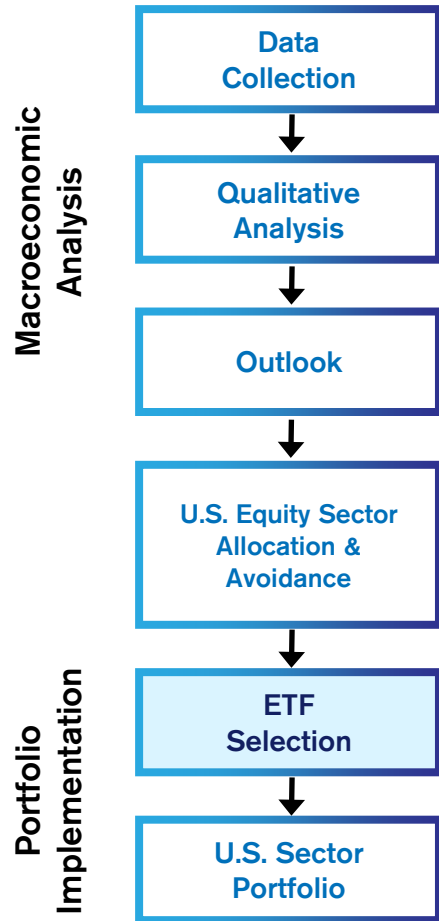 Macroeconomic
Analysis
Data
Collection
Qualitative
Analysis
Outlook
U.S. Equity Sector
Allocation &
Avoidance
Portfolio
Implementation
ETF
Selection
U.S. Sector
Portfolio